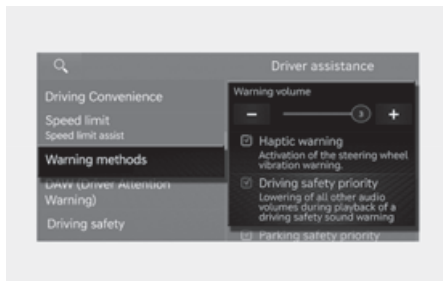 Driver assistance
Driving Convenience
Speed limit
Speed limit assist
Warning methods
DAW (Driver Attention
Warning)
Driving safety
Warning volume
3
Haptic warning
Activation of the steering wheel
vibration warning.
Driving safety priority
Lowering of all other audio
volumes during playback of a
driving safety sound warning
Parking safety priority